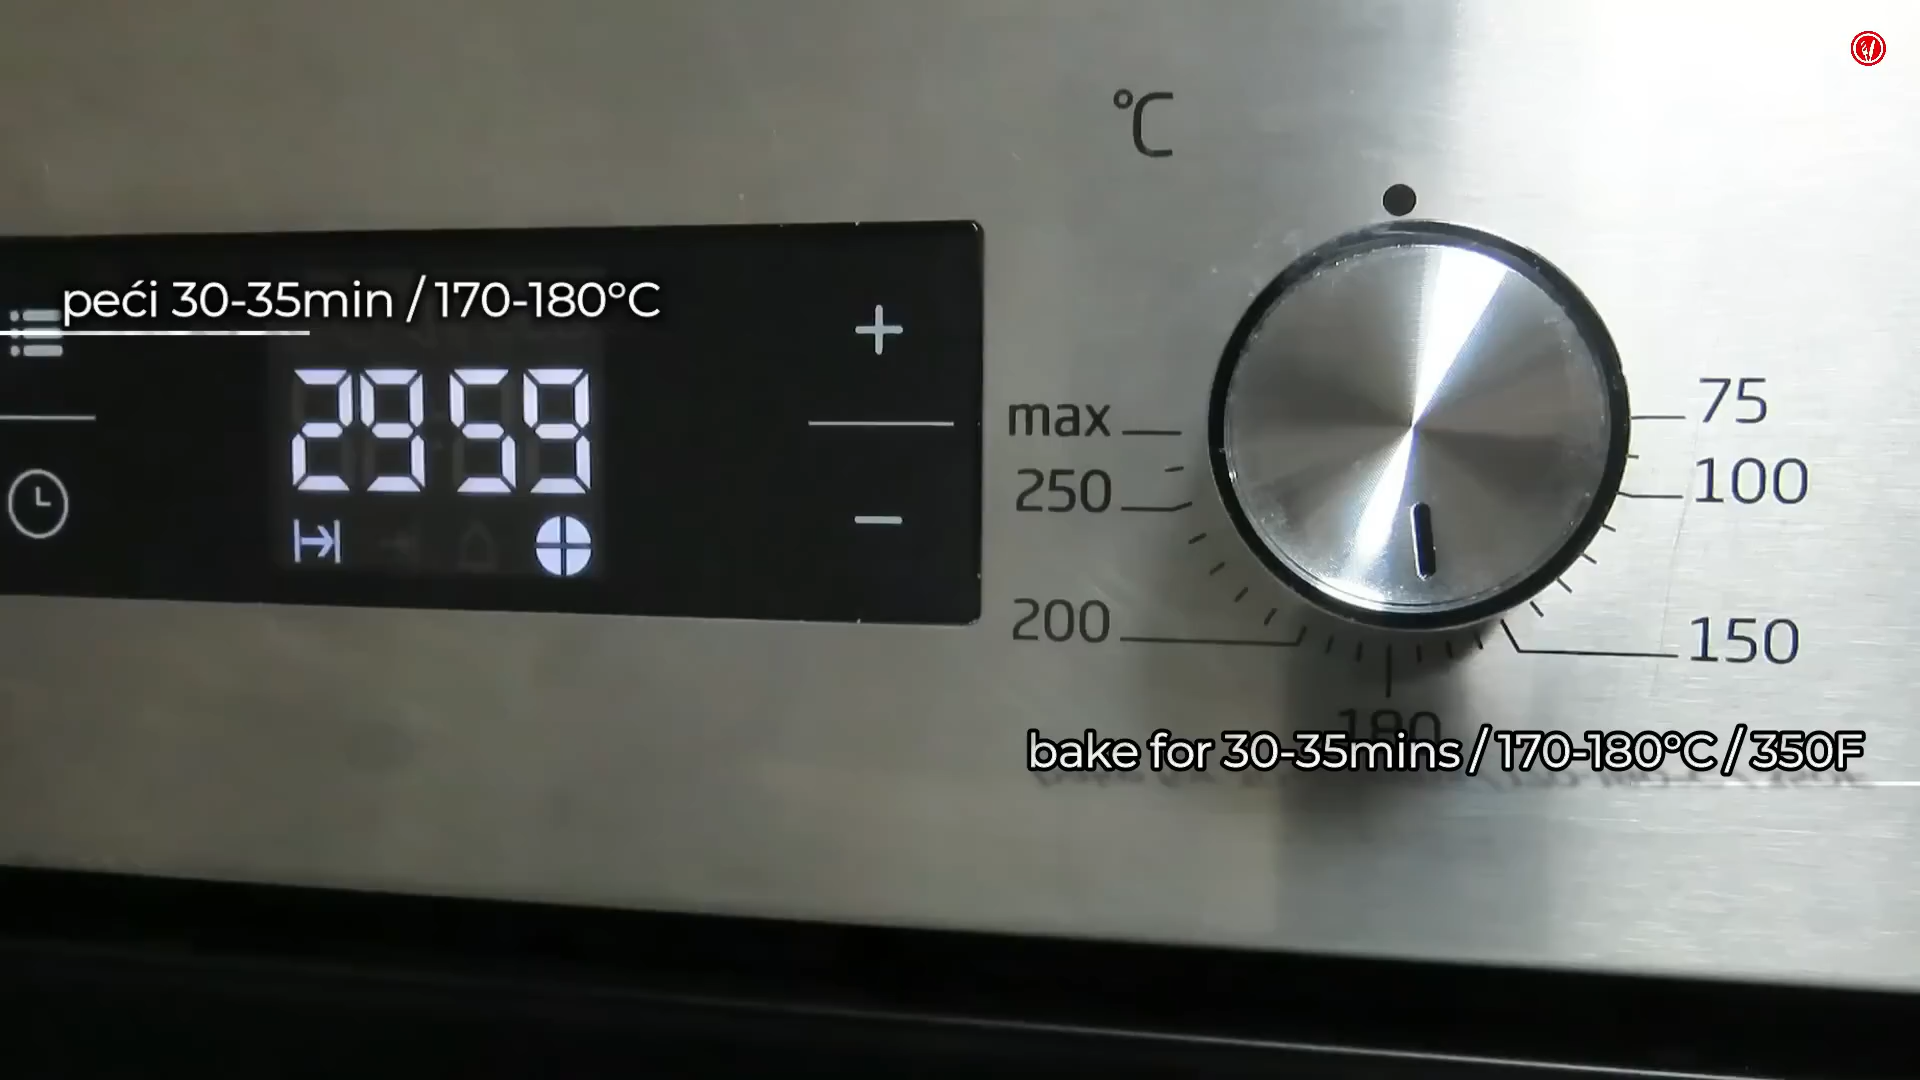 °C
peći 30-35min / 170-180°C
2959
max
250
200
75
100
150
180
bake for 30-35mins / 170-180°C / 350F